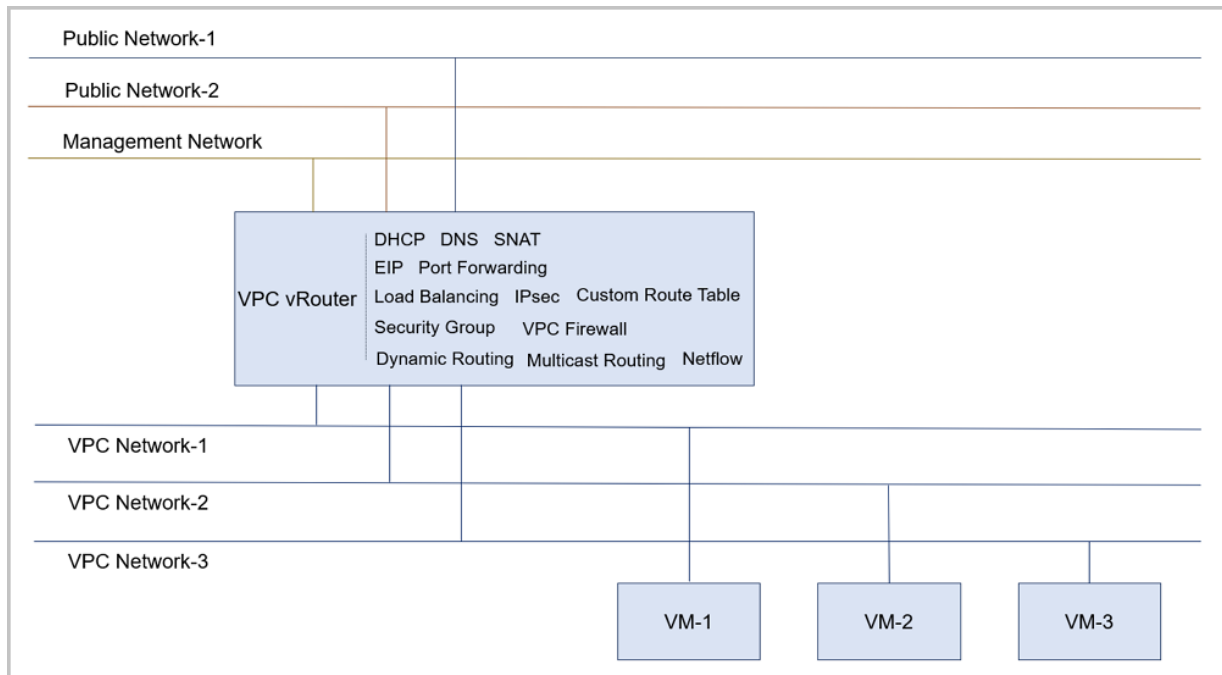 Public Network-1
Public Network-2
Management Network
VPC vRouter
DHCP DNS SNAT
EIP Port Forwarding
Load Balancing IPsec Custom Route Table
Security Group VPC Firewall
Dynamic Routing Multicast Routing Netflow
VPC Network-1
VPC Network-2
VPC Network-3
VM-1 VM-2 VM-3